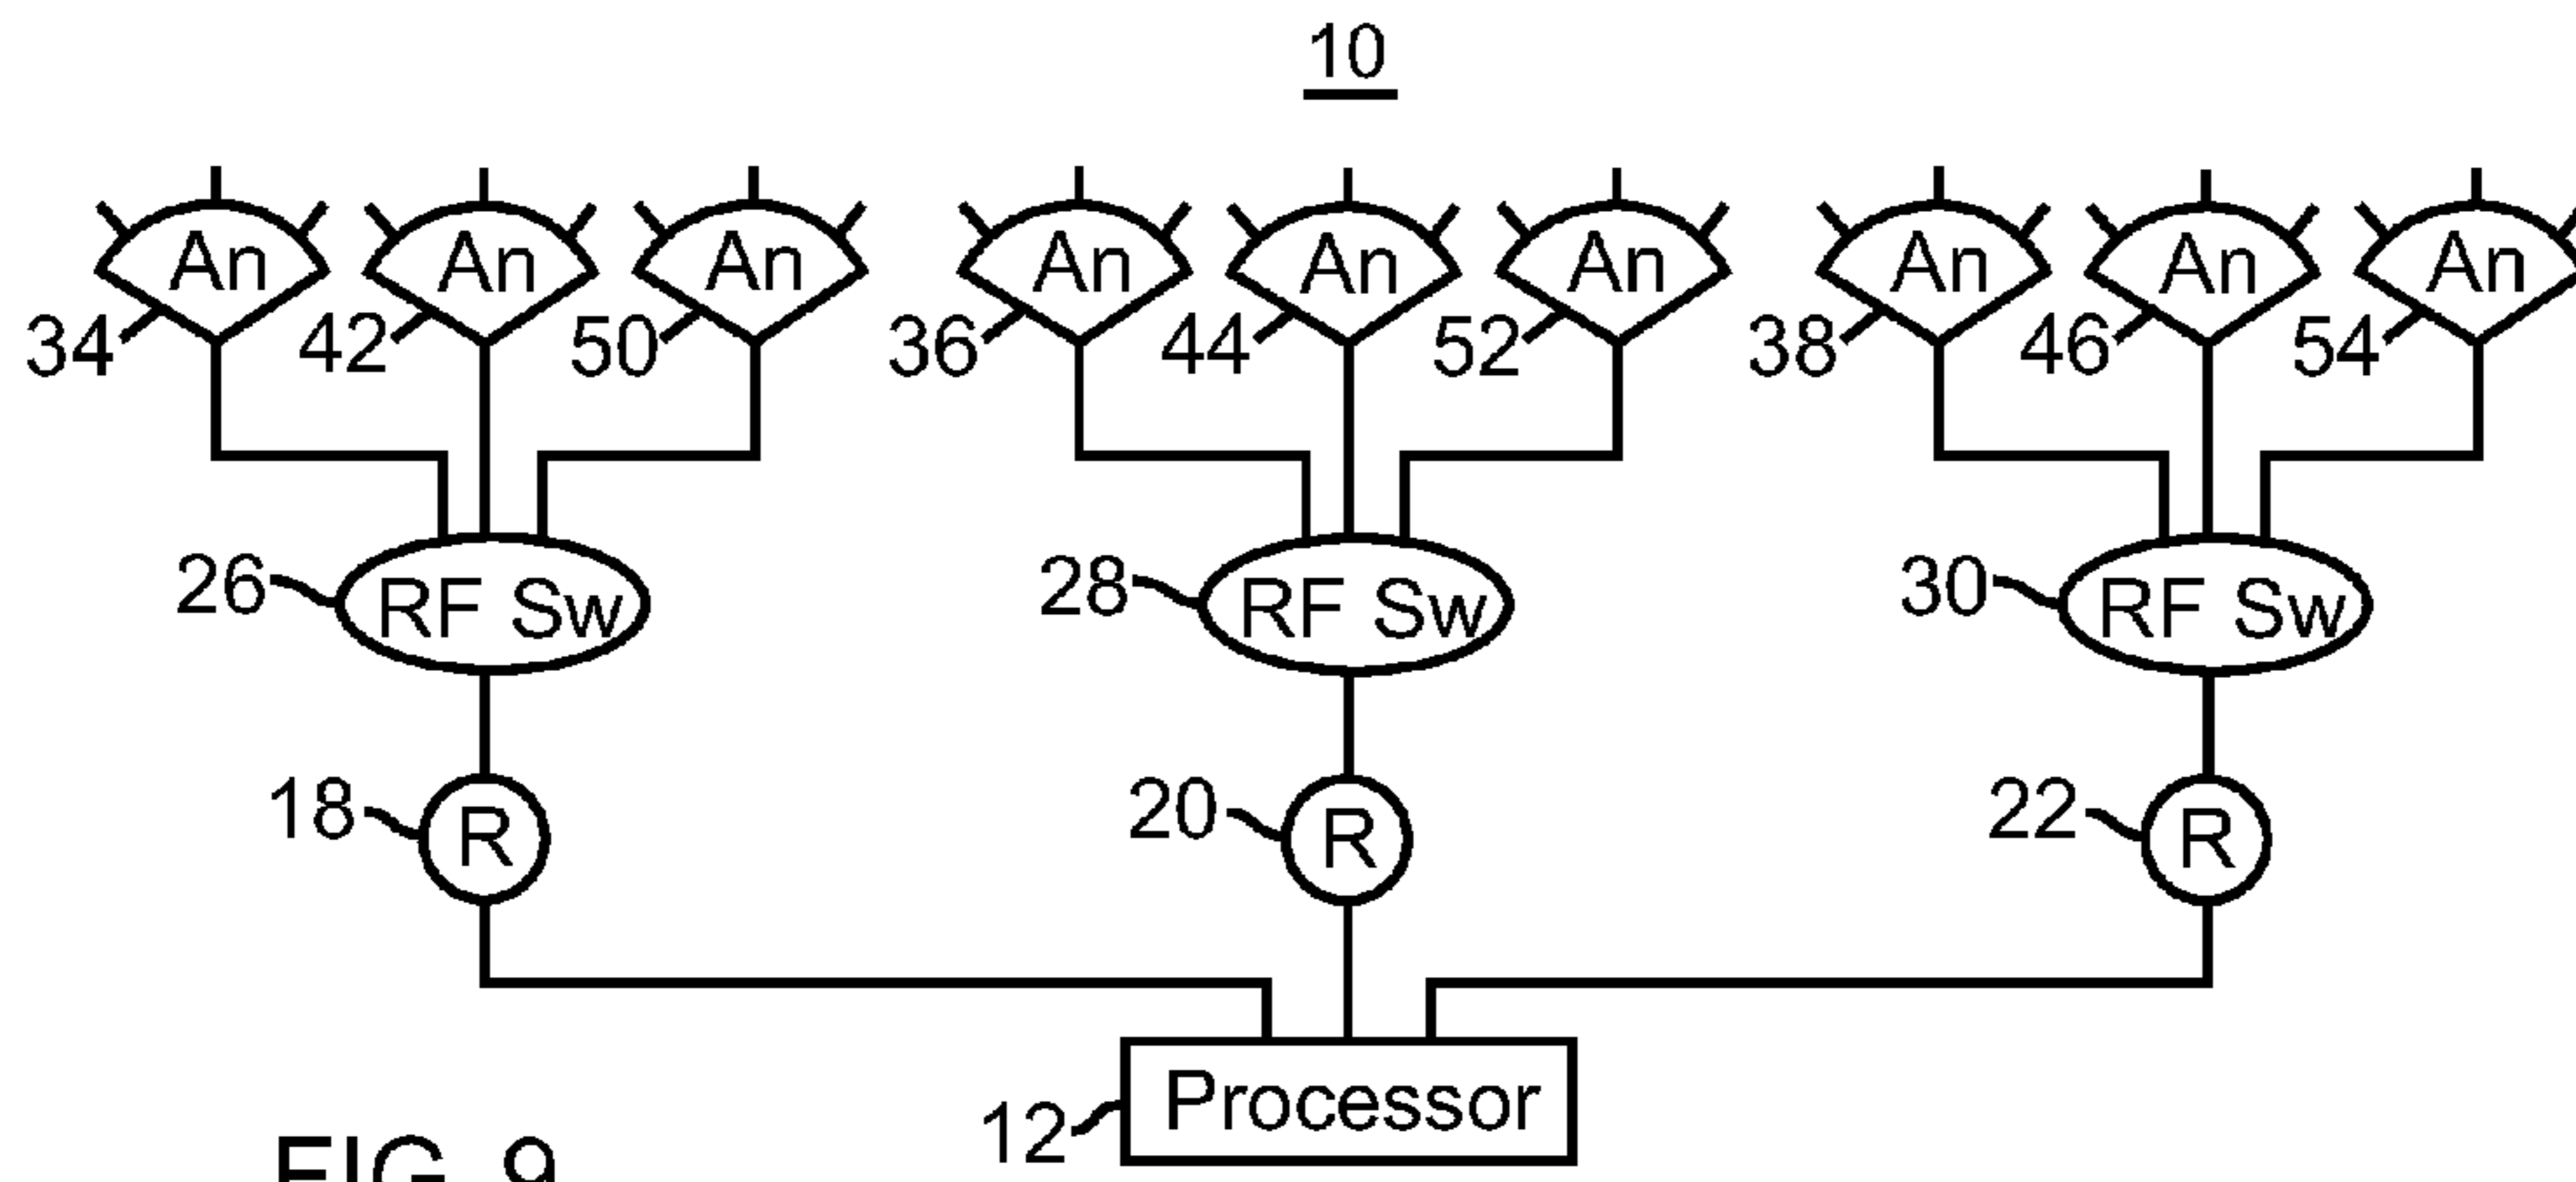 10
An An An An An An An An An
34 42 50 36 44 52 38 46 54
26 RF Sw 28 RF Sw 30 RF Sw
18 R 20 R 22 R
12 Processor
FIG. 9